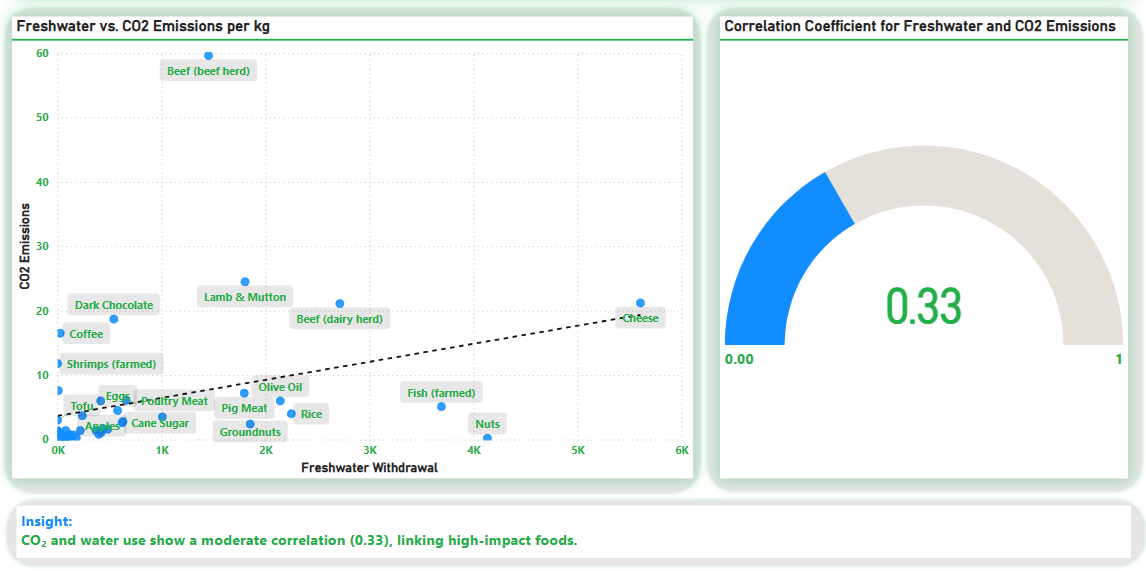 Freshwater vs. CO2 Emissions per kg
60
Beef (beef herd)
50
40
CO2 Emissions
30
Lamb & Mutton
Dark Chocolate
20
Beef (dairy herd)
Cheese
Coffee
Shrimps (farmed)
10
Eggs
Olive Oil
Fish (farmed)
Tofu
Poultry Meat
Pig Meat
Rice
Apples
Cane Sugar
Groundnuts
Nuts
0
0K 1K 2K 3K 4K 5K 6K
Freshwater Withdrawal
Correlation Coefficient for Freshwater and CO2 Emissions
0.33
0.00 1
Insight:
CO₂ and water use show a moderate correlation (0.33), linking high-impact foods.